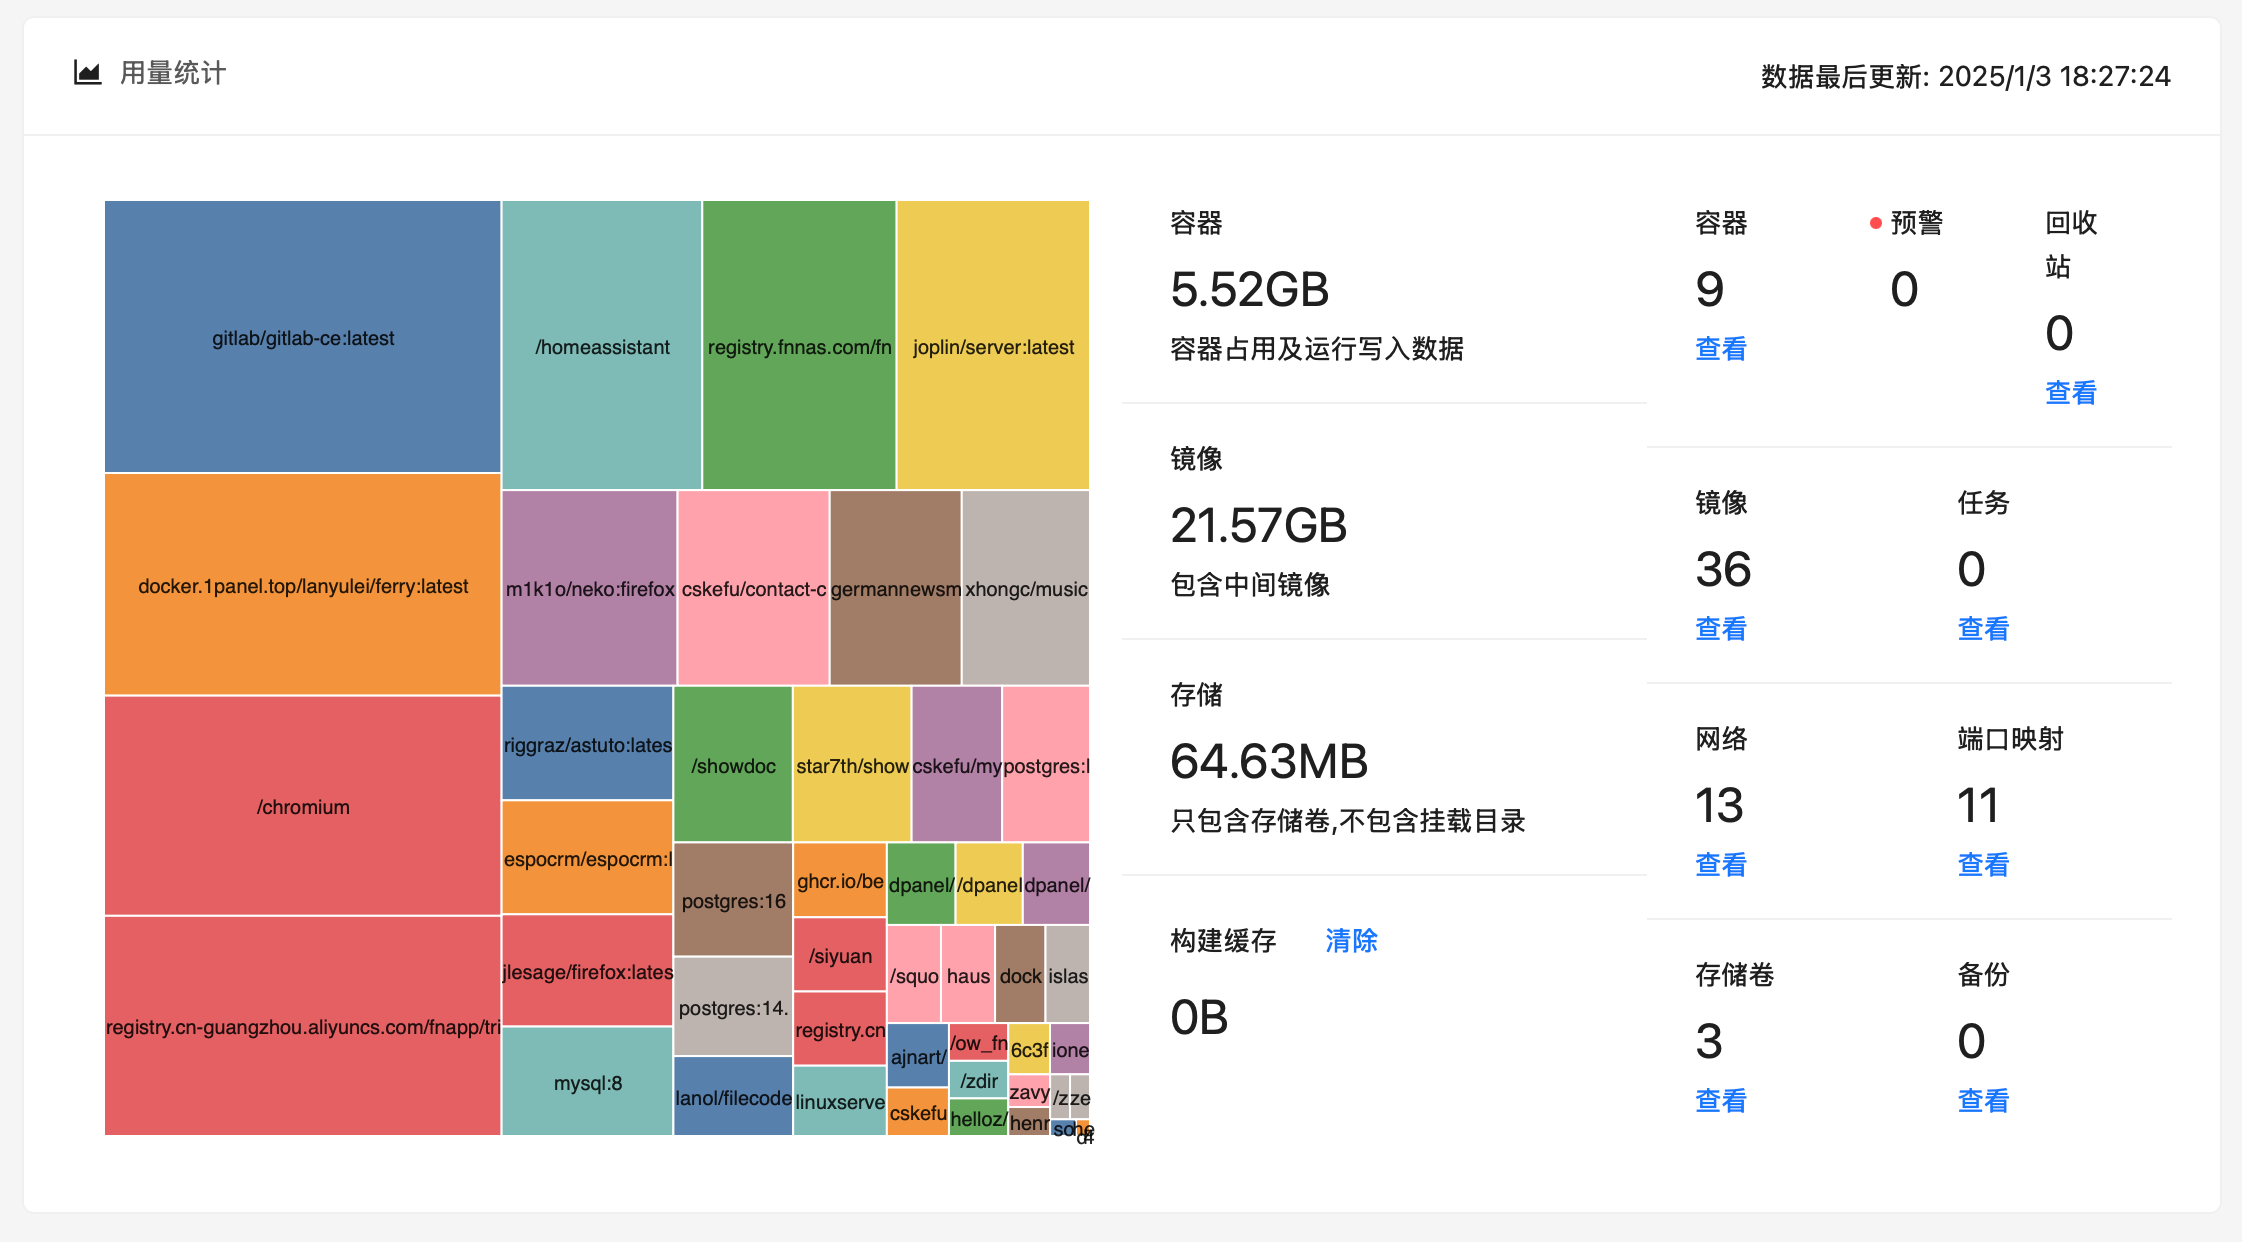 用量统计
数据最后更新: 2025/1/3 18:27:24
gitlab/gitlab-ce:latest
docker.1panel.top/lanyulei/ferry:latest
/chromium
registry.cn-guangzhou.aliyuncs.com/fnapp/tri
/homeassistant
registry.fnnas.com/fn
joplin/server:latest
m1k1o/neko:firefox
cskefu/contact-c
germannewsm
xhongc/music
riggraz/astuto:lates
espocrm/espocrm:l
jlesage/firefox:lates
mysql:8
/showdoc
star7th/show
cskefu/my
postgres:l
postgres:16
postgres:14.
lanol/filecode
ghcr.io/be
/siyuan
registry.cn
linuxserve
dpanel/
/dpanel
dpanel/
/squo
haus
dock
islas
ajnart/
cskefu
/ow_fn
/zdir
helloz/
6c3f
ione
zavy
henr
/z
ze
so
容器
5.52GB
容器占用及运行写入数据
镜像
21.57GB
包含中间镜像
存储
64.63MB
只包含存储卷,不包含挂载目录
构建缓存 清除
0B
容器
9
查看
预警
0
回收
站
0
查看
镜像
36
查看
任务
0
查看
网络
13
查看
端口映射
11
查看
存储卷
3
查看
备份
0
查看